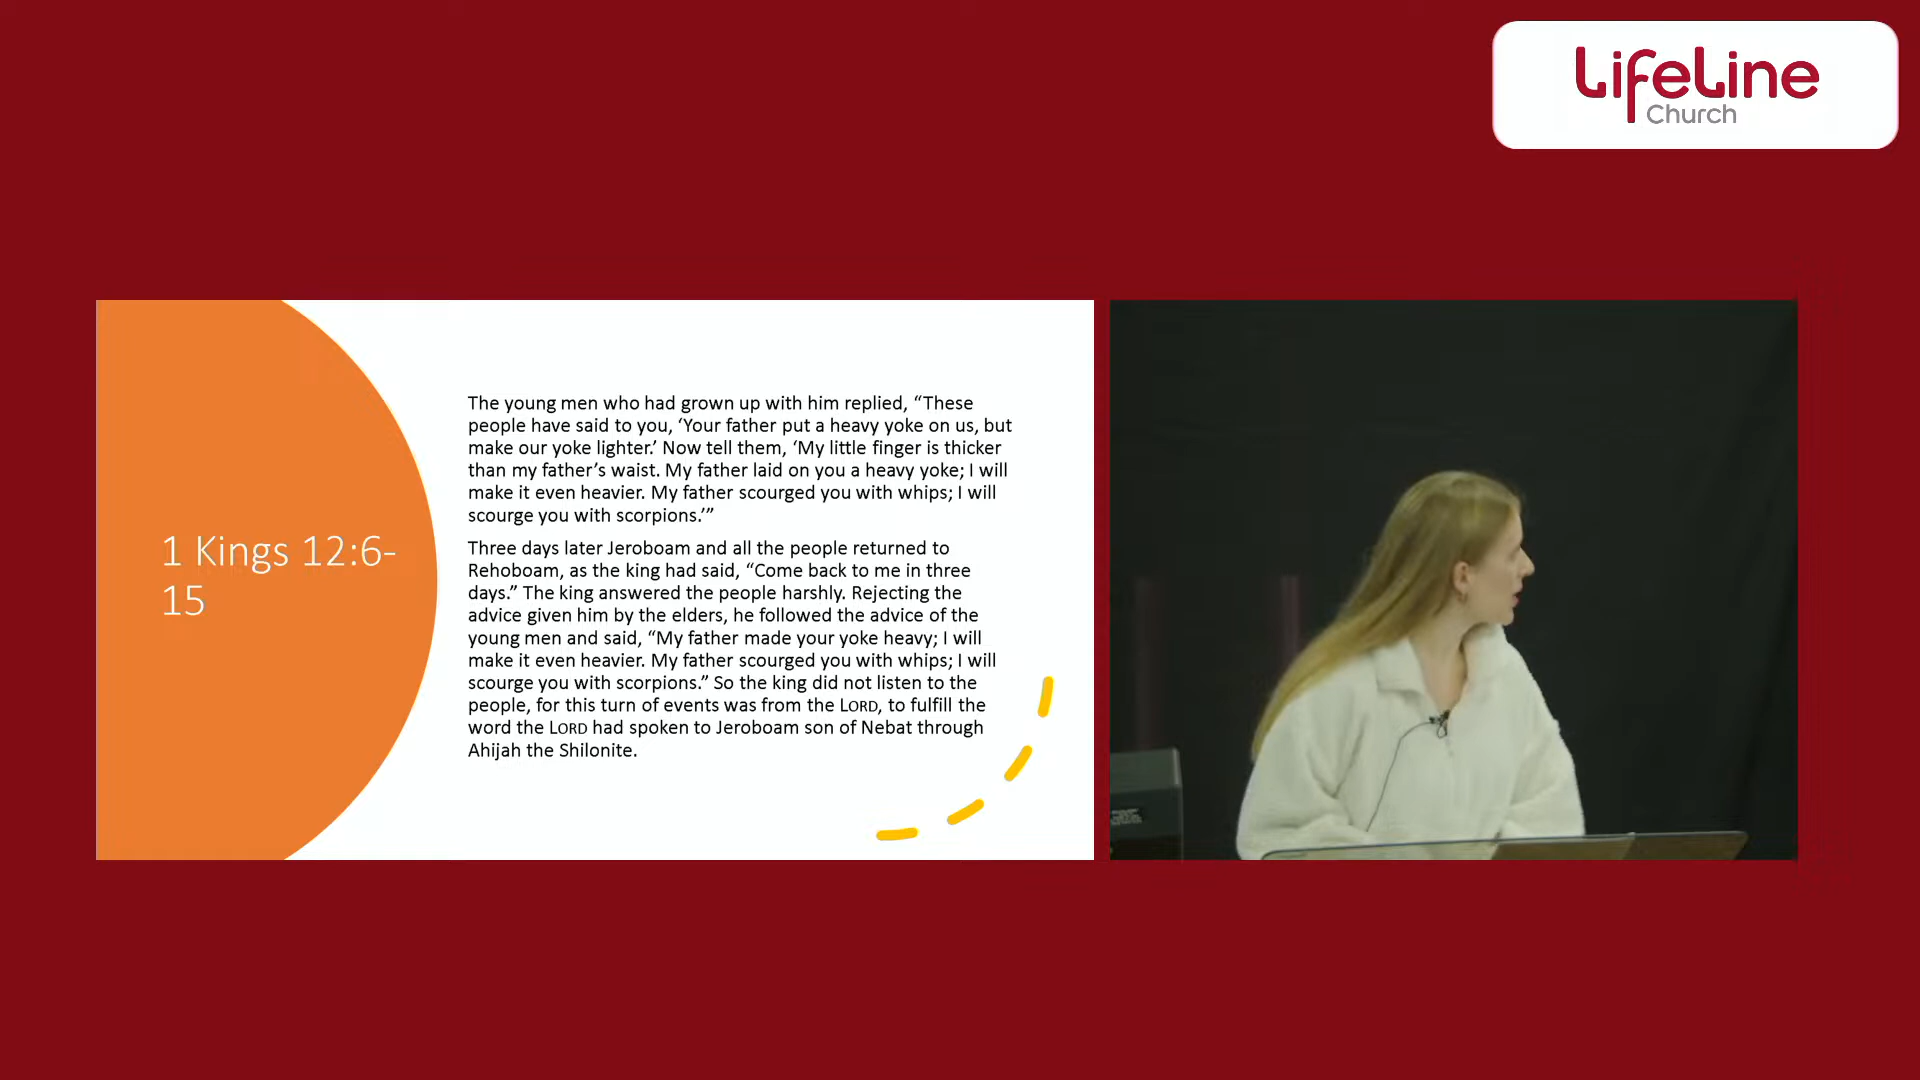 LifeLine
Church
1 Kings 12:6-
15
The young men who had grown up with him replied, “These
people have said to you, ‘Your father put a heavy yoke on us, but
make our yoke lighter.’ Now tell them, ‘My little finger is thicker
than my father’s waist. My father laid on you a heavy yoke; I will
make it even heavier. My father scourged you with whips; I will
scourge you with scorpions.’”
Three days later Jeroboam and all the people returned to
Rehoboam, as the king had said, “Come back to me in three
days.” The king answered the people harshly. Rejecting the
advice given him by the elders, he followed the advice of the
young men and said, “My father made your yoke heavy; I will
make it even heavier. My father scourged you with whips; I will
scourge you with scorpions.” So the king did not listen to the
people, for this turn of events was from the LORD, to fulfill the
word the LORD had spoken to Jeroboam son of Nebat through
Ahijah the Shilonite.